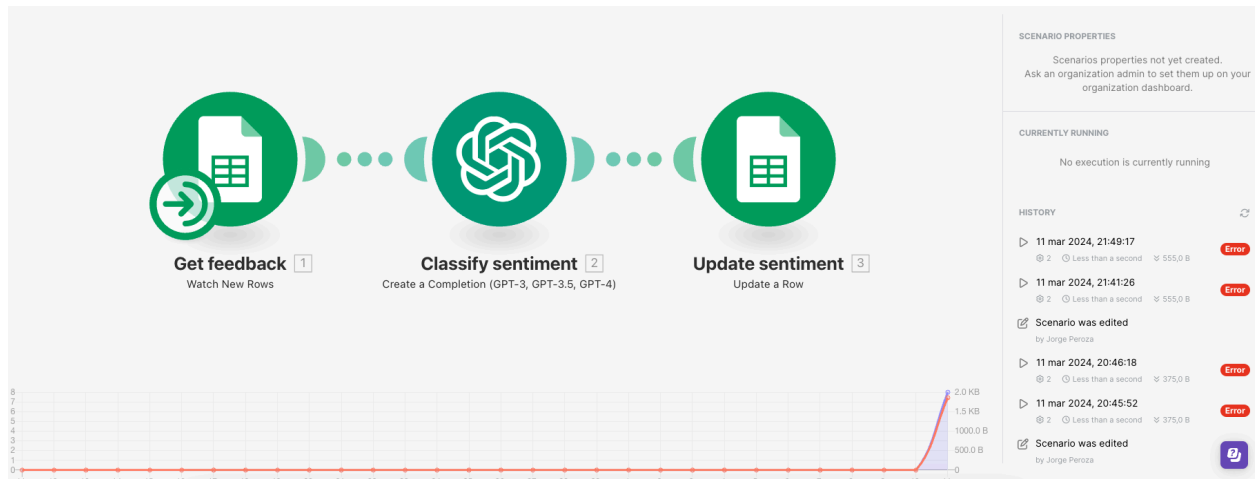 SCENARIO PROPERTIES
Scenarios properties not yet created.
Ask an organization admin to set them up on your
organization dashboard.
CURRENTLY RUNNING
No execution is currently running
HISTORY
11 mar 2024, 21:49:17
Error
2 Less than a second 555,0 B
11 mar 2024, 21:41:26
Error
2 Less than a second 555,0 B
Scenario was edited
by Jorge Peroza
11 mar 2024, 20:46:18
Error
2 Less than a second 375,0 B
11 mar 2024, 20:45:52
Error
2 Less than a second 375,0 B
Scenario was edited
by Jorge Peroza
Get feedback 1
Watch New Rows
Classify sentiment 2
Create a Completion (GPT-3, GPT-3.5, GPT-4)
Update sentiment 3
Update a Row
8
7
6
5
4
3
2
1
0
2.0 KB
1.5 KB
1000.0 B
500.0 B
0